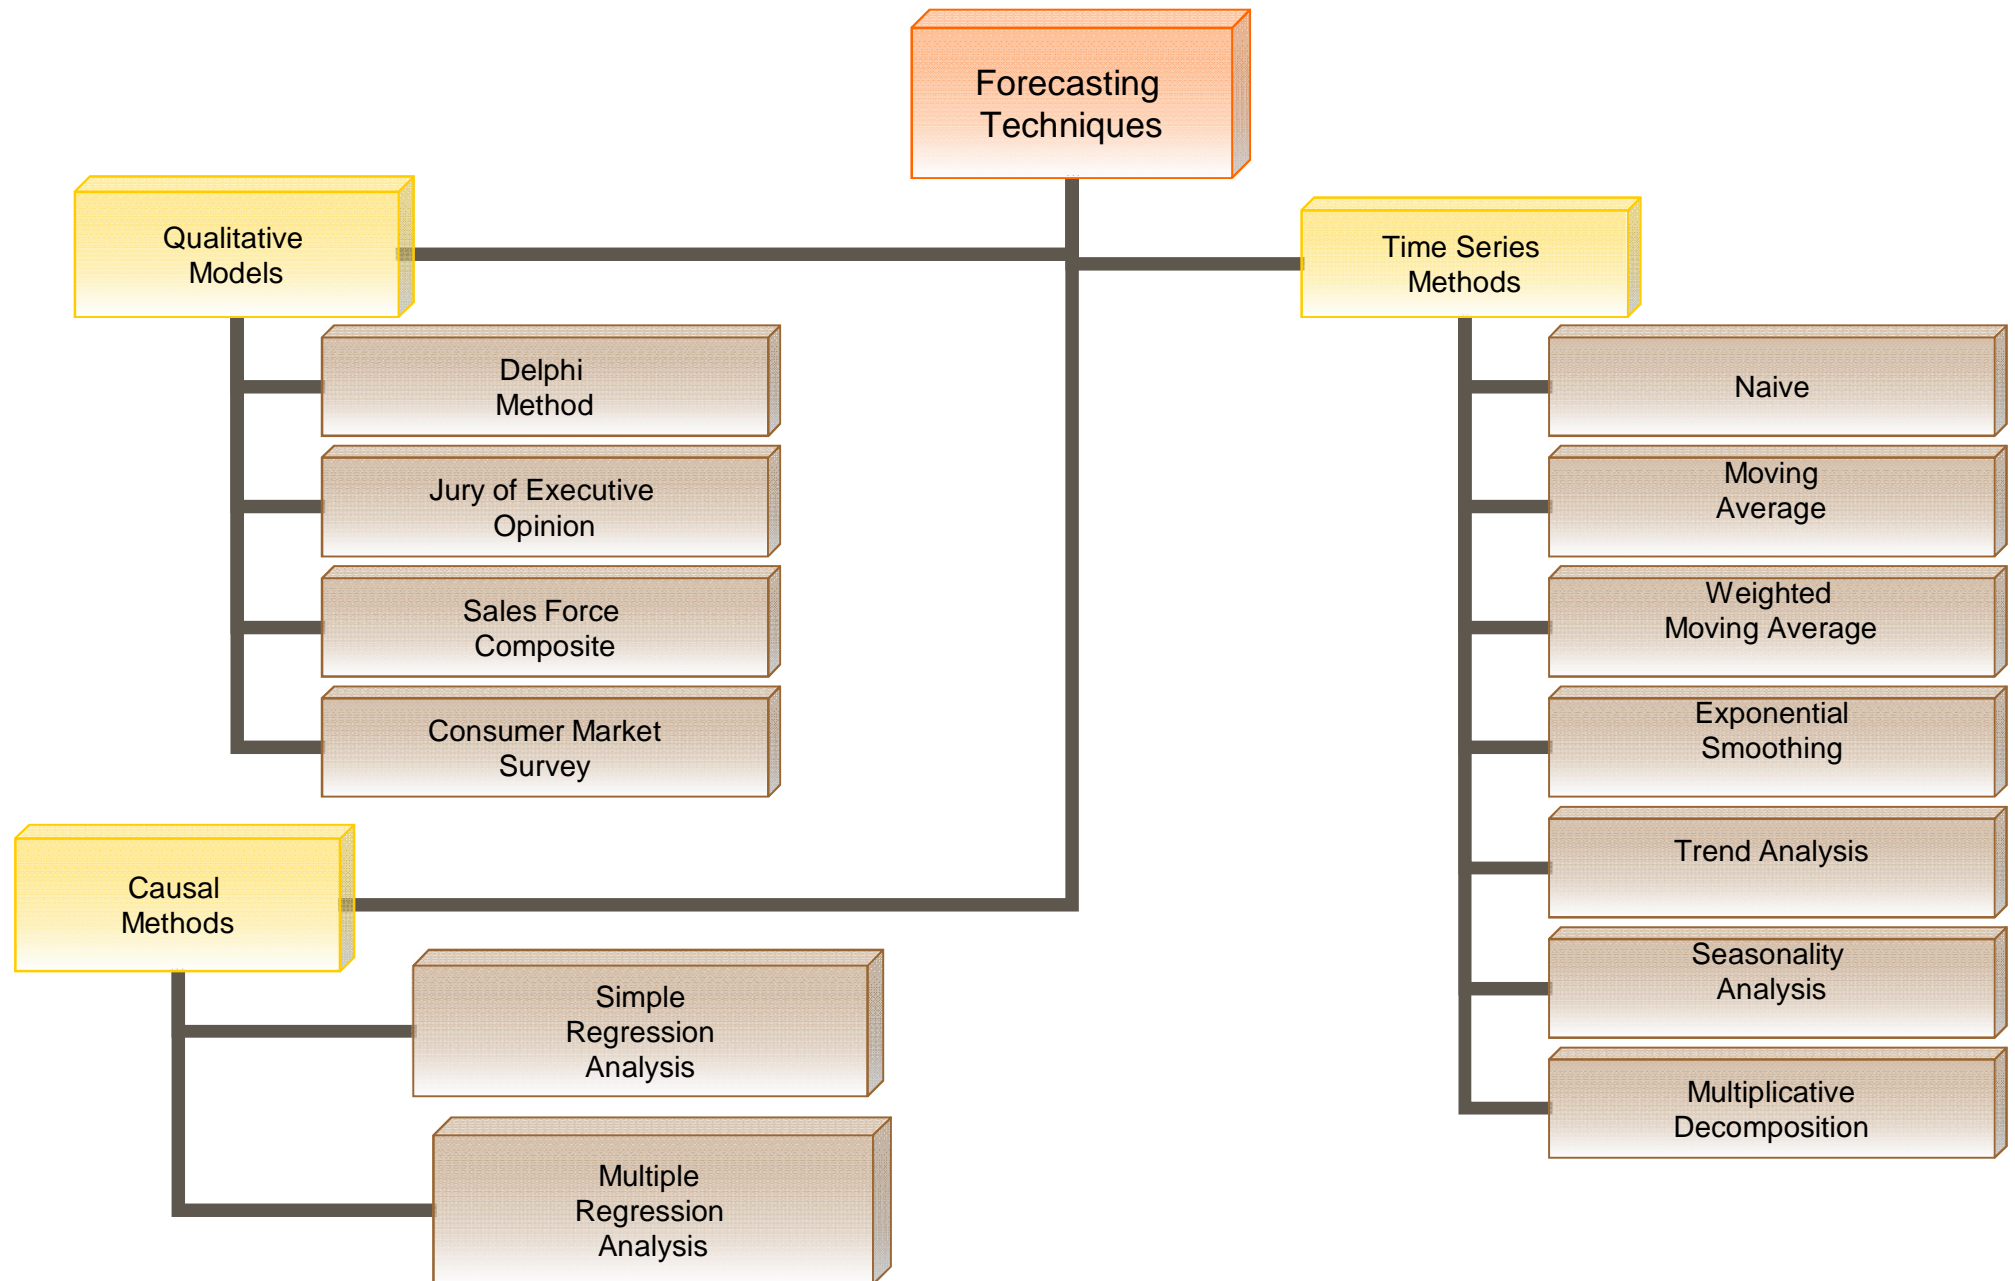 Forecasting
Techniques
Qualitative
Models
Delphi
Method
Jury of Executive
Opinion
Sales Force
Composite
Consumer Market
Survey
Causal
Methods
Simple
Regression
Analysis
Multiple
Regression
Analysis
Time Series
Methods
Naive
Moving
Average
Weighted
Moving Average
Exponential
Smoothing
Trend Analysis
Seasonality
Analysis
Multiplicative
Decomposition